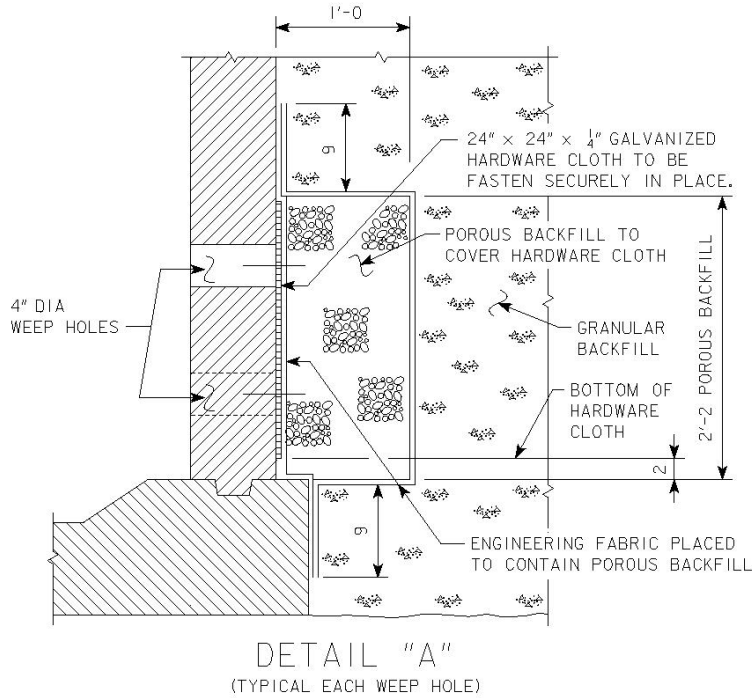 1'-0
9
24" × 24" × 1/4" GALVANIZED
HARDWARE CLOTH TO BE
FASTEN SECURELY IN PLACE.
POROUS BACKFILL TO
COVER HARDWARE CLOTH
4" DIA
WEEP HOLES
GRANULAR
BACKFILL
2'-2 POROUS BACKFILL
BOTTOM OF
HARDWARE
CLOTH
2
9
ENGINEERING FABRIC PLACED
TO CONTAIN POROUS BACKFILL
DETAIL "A"
(TYPICAL EACH WEEP HOLE)